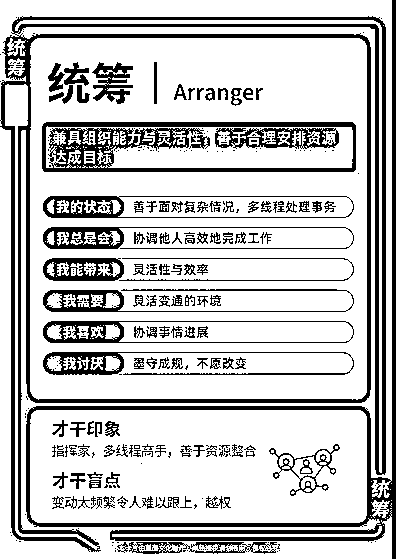 统筹
统筹 | Arranger
兼具组织能力与灵活性，善于合理安排资源
达成目标
我的状态 善于面对复杂情况，多线程处理事务
我总是会 协调他人高效地完成工作
我能带来 灵活性与效率
我需要 灵活变通的环境
我喜欢 协调事情进展
我讨厌 墨守成规，不愿改变
才干印象
指挥家，多线程高手，善于资源整合
才干盲点
变动太频繁令人难以跟上，越权
统筹